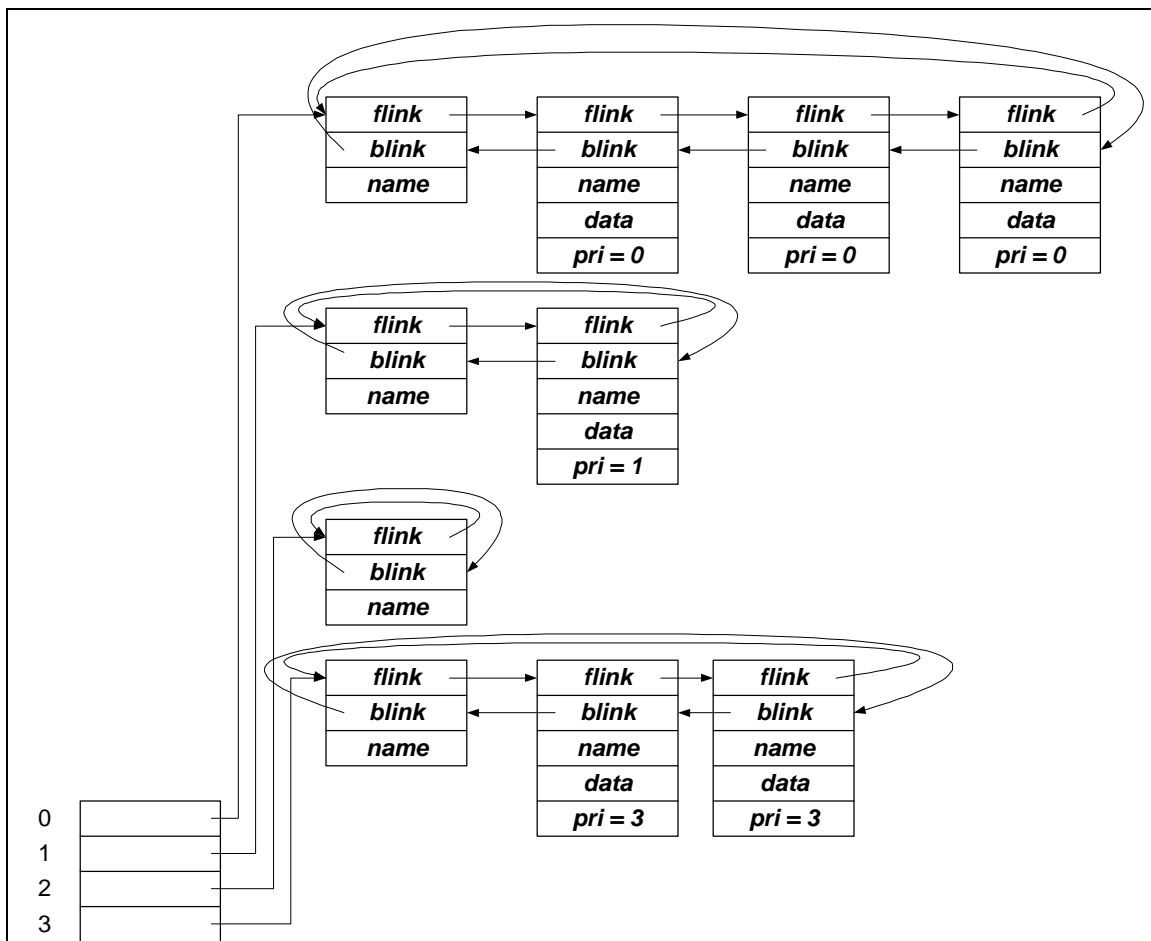 flink flink flink flink
blink blink blink blink
name name name name
data data data
pri = 0 pri = 0 pri = 0
flink flink
blink blink
name name
data
pri = 1
flink
blink
name
flink flink flink
blink blink blink
name name name
data data
pri = 3 pri = 3
0
1
2
3